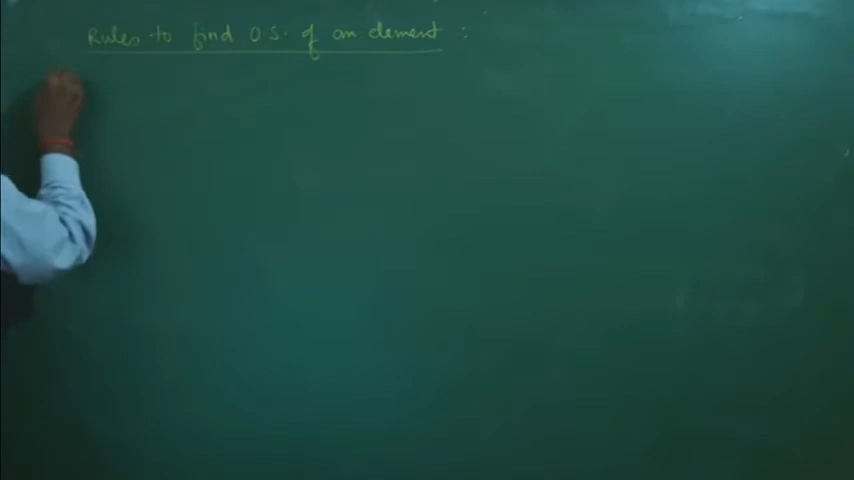 Rules to find O.S. of an element :